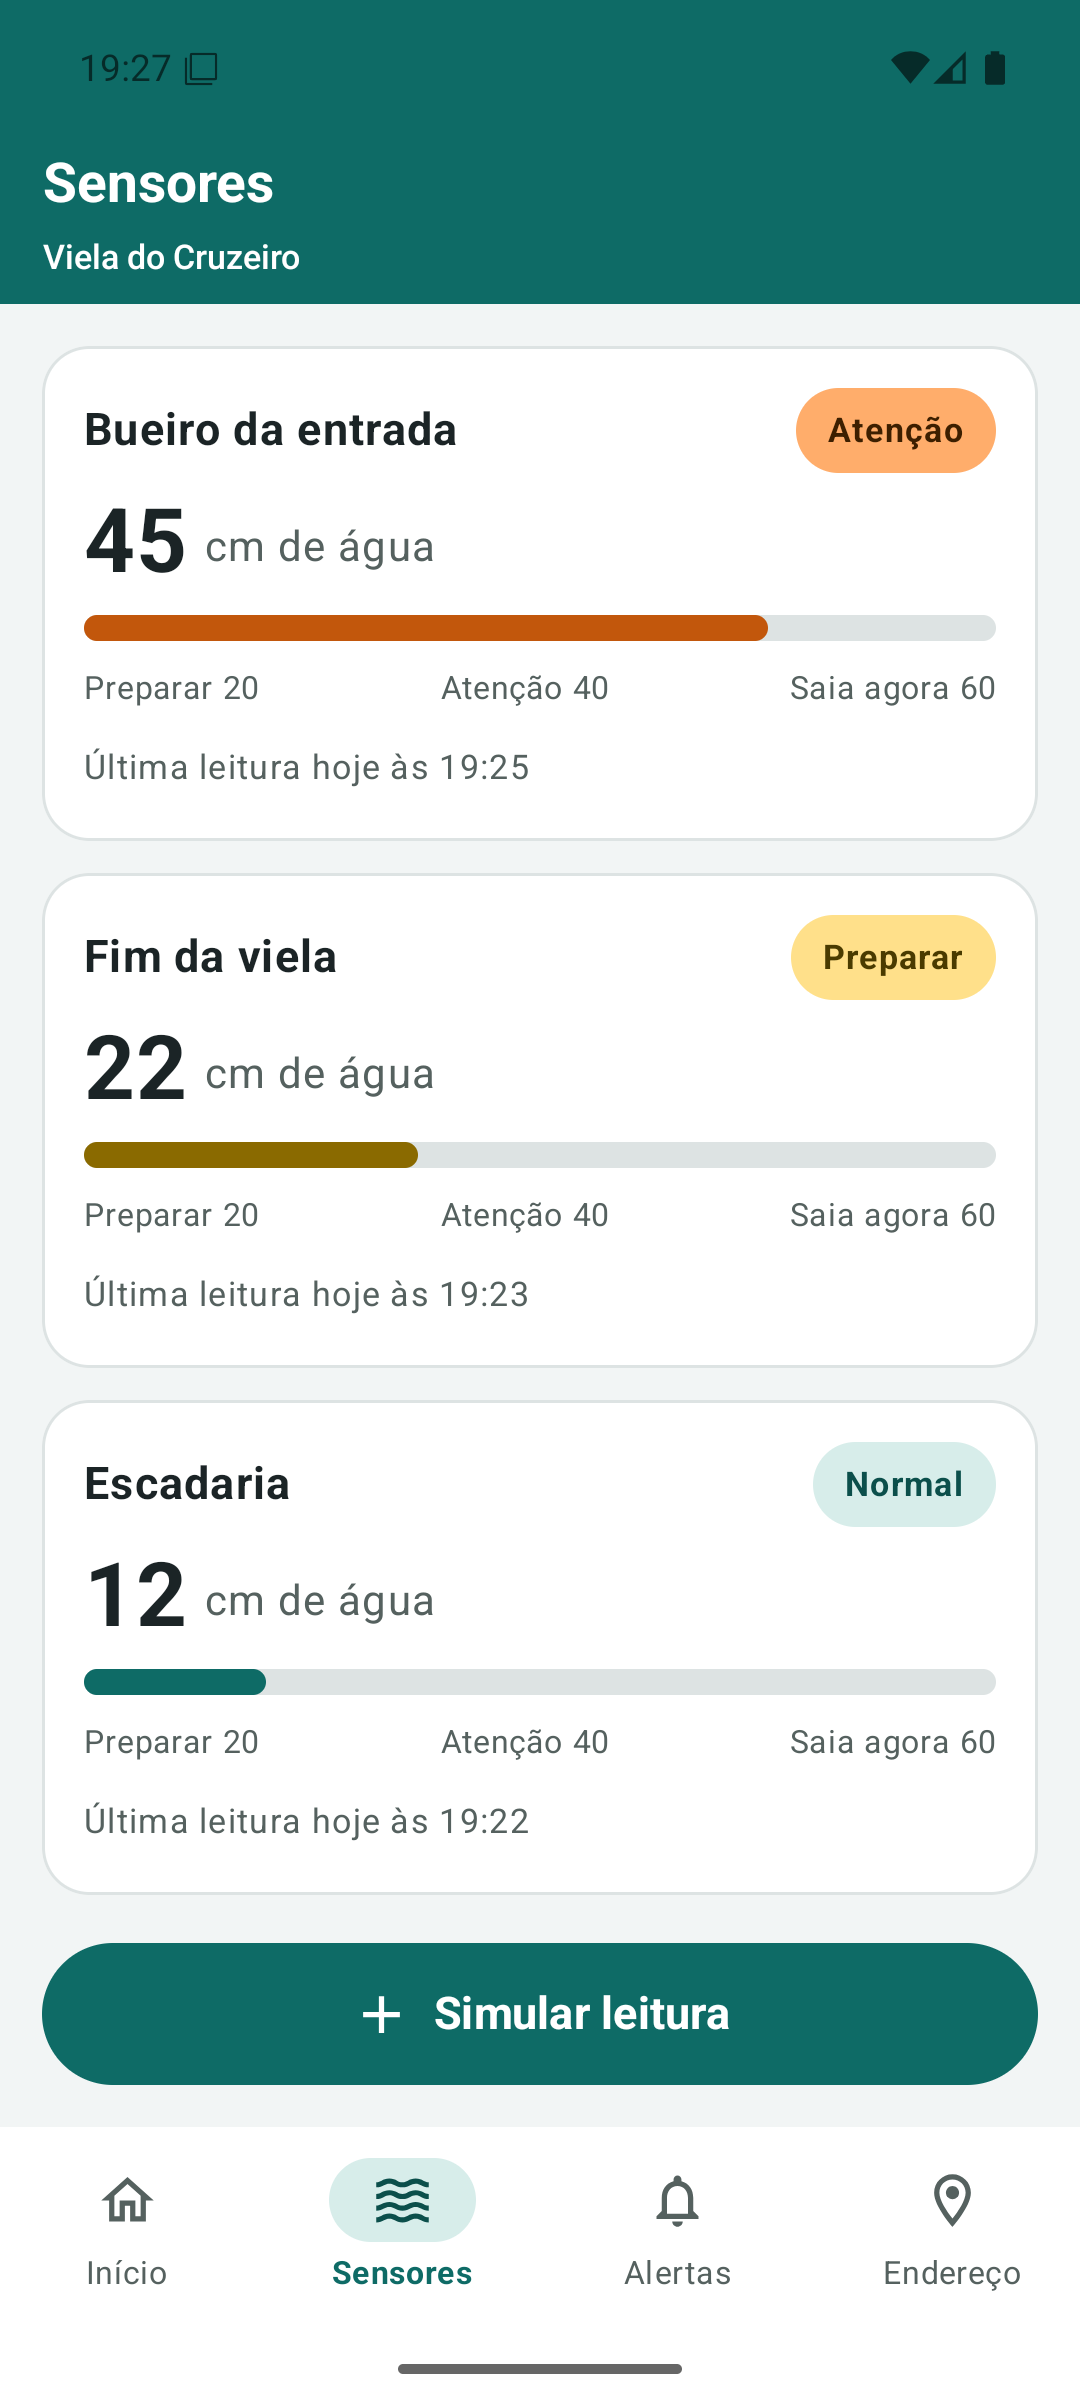 19:27
Sensores
Viela do Cruzeiro
Bueiro da entrada
Atenção
45 cm de água
Preparar 20 Atenção 40 Saia agora 60
Última leitura hoje às 19:25
Fim da viela
Preparar
22 cm de água
Preparar 20 Atenção 40 Saia agora 60
Última leitura hoje às 19:23
Escadaria
Normal
12 cm de água
Preparar 20 Atenção 40 Saia agora 60
Última leitura hoje às 19:22
Simular leitura
Início Sensores Alertas Endereço